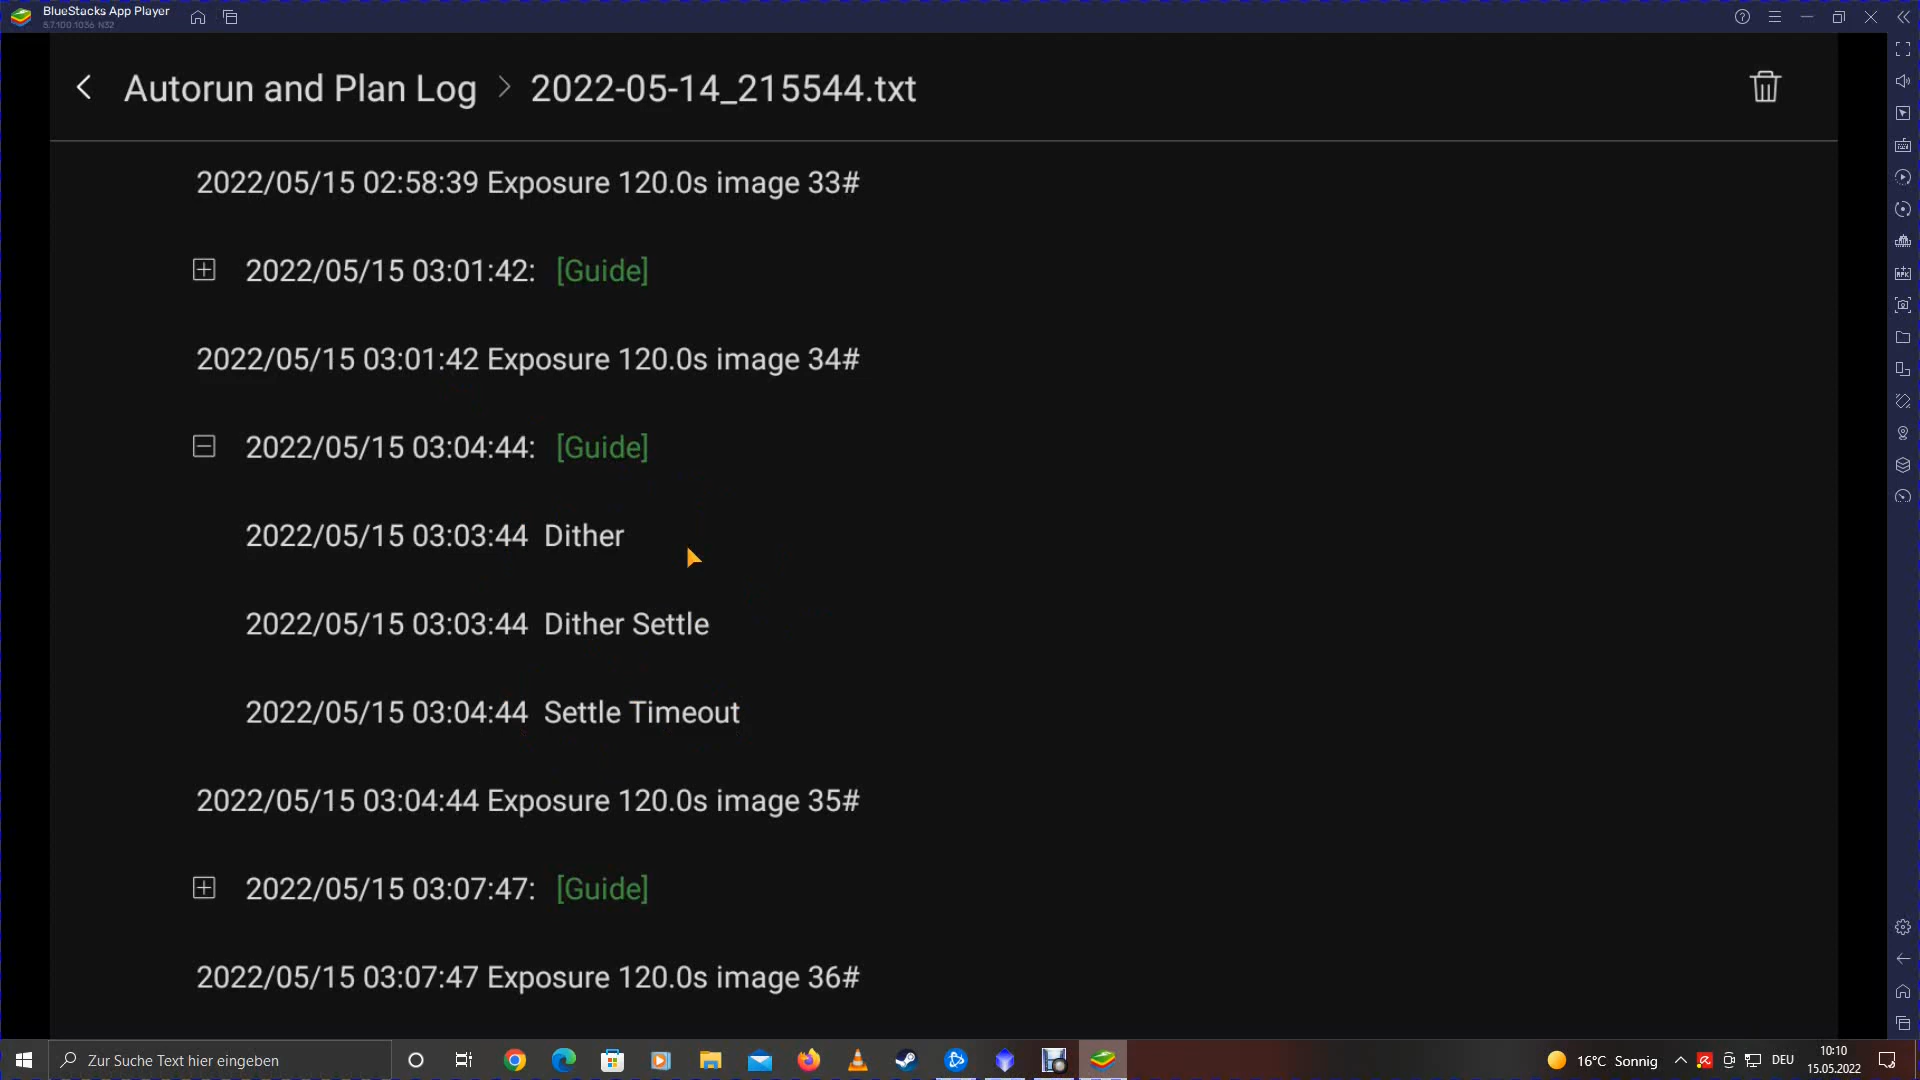 BlueStacks App Player
5.7.100.1036 N32
Autorun and Plan Log > 2022-05-14_215544.txt
2022/05/15 02:58:39 Exposure 120.0s image 33#
2022/05/15 03:01:42: [Guide]
2022/05/15 03:01:42 Exposure 120.0s image 34#
2022/05/15 03:04:44: [Guide]
2022/05/15 03:03:44 Dither
2022/05/15 03:03:44 Dither Settle
2022/05/15 03:04:44 Settle Timeout
2022/05/15 03:04:44 Exposure 120.0s image 35#
2022/05/15 03:07:47: [Guide]
2022/05/15 03:07:47 Exposure 120.0s image 36#
Zur Suche Text hier eingeben
16°C Sonnig
DEU
10:10
15.05.2022